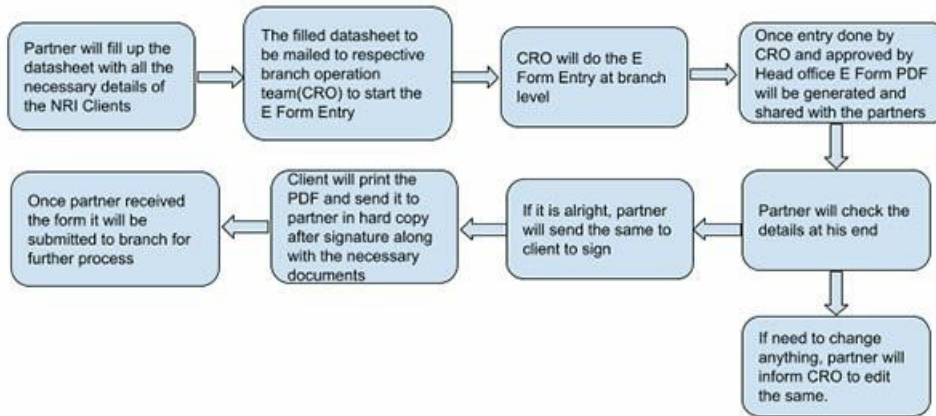 Partner will fill up the
datasheet with all the
necessary details of
the NRI Clients
The filled datasheet to
be mailed to respective
branch operation
team(CRO) to start the
E Form Entry
CRO will do the E
Form Entry at branch
level
Once entry done by
CRO and approved by
Head office E Form PDF
will be generated and
shared with the partners
Partner will check the
details at his end
If it is alright, partner
will send the same to
client to sign
Client will print the
PDF and send it to
partner in hard copy
after signature along
with the necessary
documents
Once partner received
the form it will be
submitted to branch for
further process
If need to change
anything, partner will
inform CRO to edit
the same.